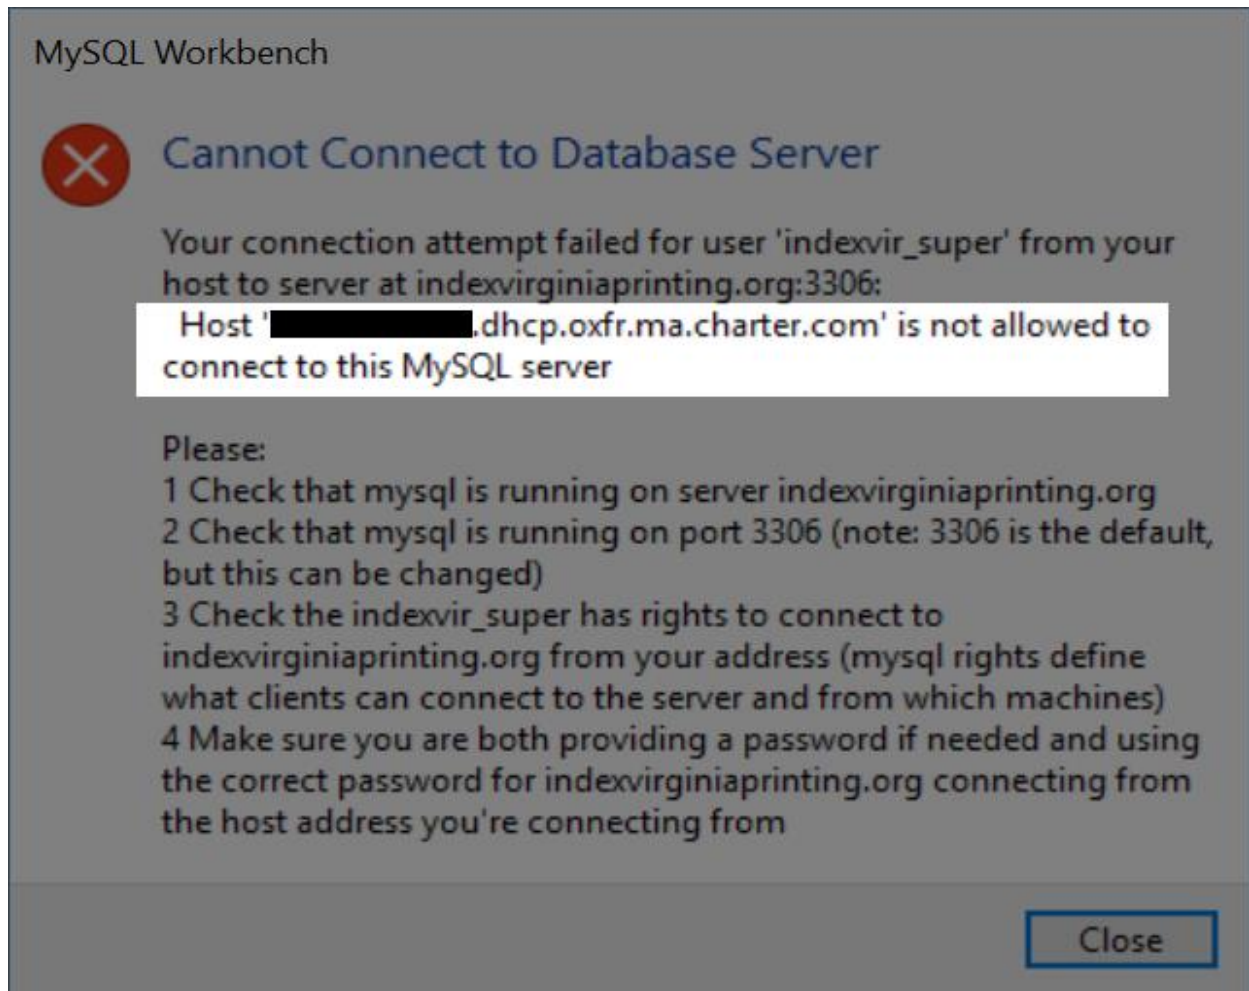 MySQL Workbench
Cannot Connect to Database Server
Your connection attempt failed for user 'indexvir_super' from your
host to server at indexvirginiaprinting.org:3306:
Host ' .dhcp.oxfr.ma.charter.com' is not allowed to
connect to this MySQL server
Please:
1 Check that mysql is running on server indexvirginiaprinting.org
2 Check that mysql is running on port 3306 (note: 3306 is the default,
but this can be changed)
3 Check the indexvir_super has rights to connect to
indexvirginiaprinting.org from your address (mysql rights define
what clients can connect to the server and from which machines)
4 Make sure you are both providing a password if needed and using
the correct password for indexvirginiaprinting.org connecting from
the host address you're connecting from
Close